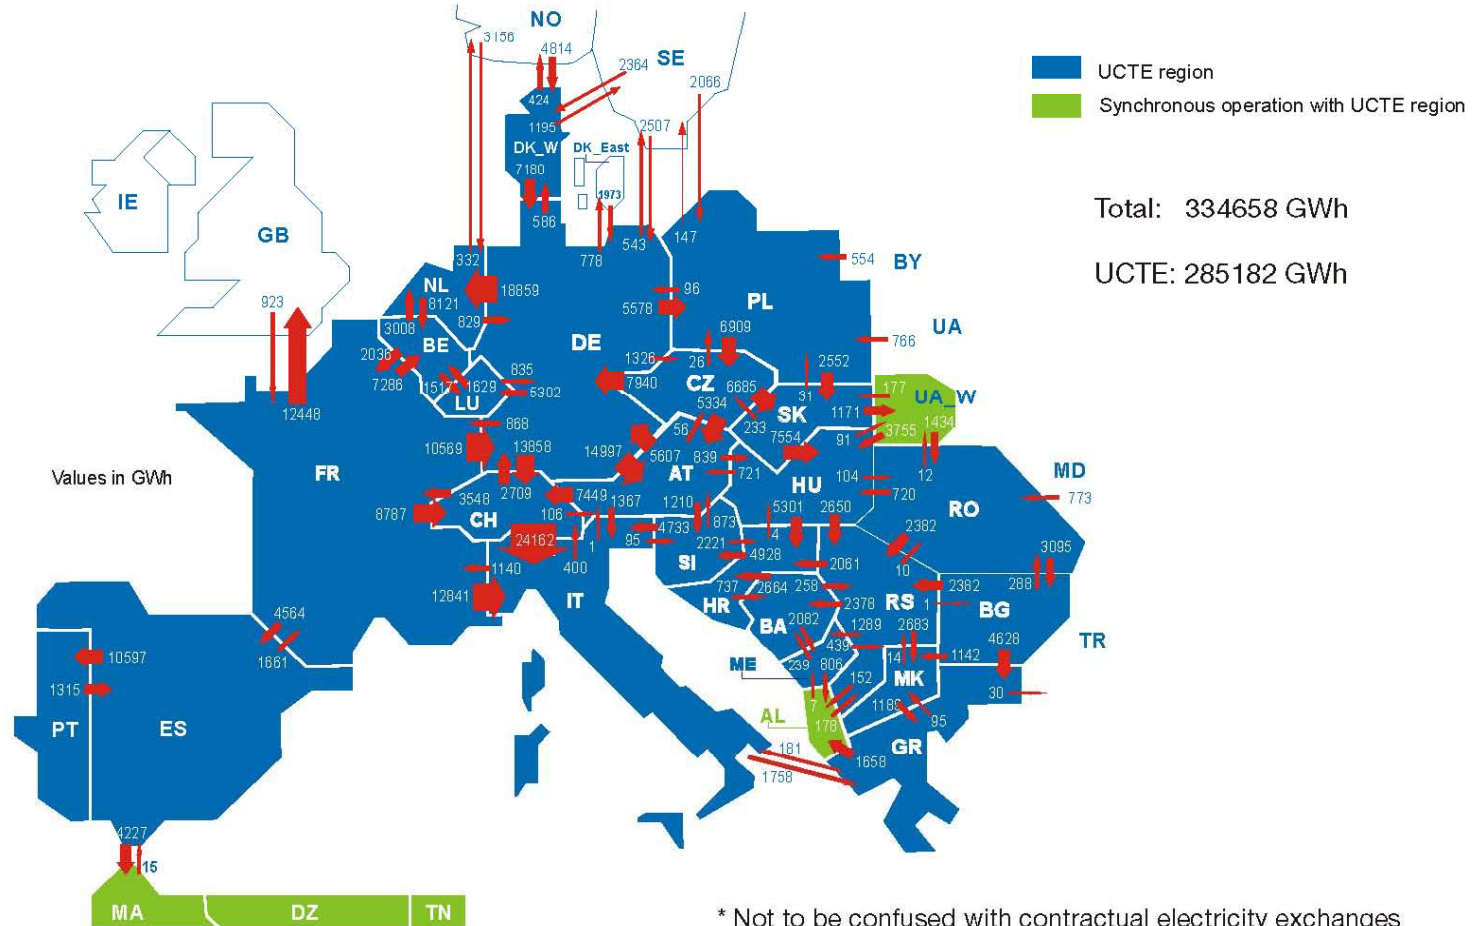 NO
3156
4814
SE
2364
2066
UCTE region
Synchronous operation with UCTE region
424
1195
2507
DK_W
DK_East
7180
IE
1973
Total: 334658 GWh
586
GB
147
543
332
778
554
BY
UCTE: 285182 GWh
NL
18859
96
PL
923
8121
5578
3008
829
UA
BE
DE
6909
766
2036
1326
26
2552
7286
1517
1629
835
7940
CZ
6685
31
177
UA_W
LU
5302
5334
SK
1171
12448
56
233
1434
868
91
3755
10569
13858
14997
5607
839
7554
Values in GWh
FR
AT
721
HU
104
12
MD
3548
2709
7449
1367
1210
720
773
8787
CH
106
873
5301
2650
RO
24162
1
95
4733
2221
4
2382
1140
400
SI
4928
2061
10
3095
12841
IT
737
2664
258
2382
288
HR
2378
RS
1
BG
4564
BA
2082
1289
2683
4628
TR
1661
439
10597
ME
239
806
14
1142
1315
152
MK
30
PT
ES
AL
7
178
1189
95
GR
181
1658
1758
4227
15
MA
DZ
TN
* Not to be confused with contractual electricity exchanges